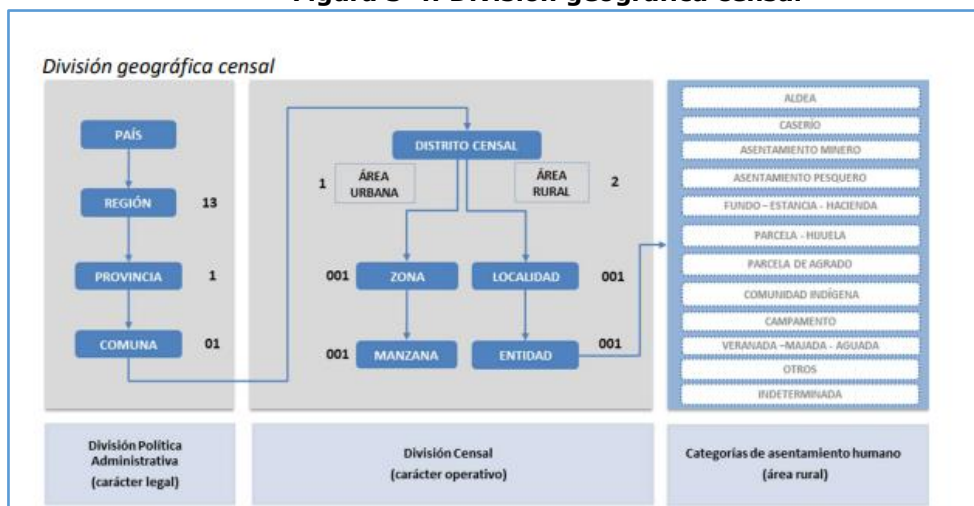 División geográfica censal
PAÍS
REGIÓN
13
PROVINCIA
1
COMUNA
01
DISTRITO CENSAL
1
ÁREA
URBANA
ÁREA
RURAL
2
001
ZONA
LOCALIDAD
001
001
MANZANA
ENTIDAD
001
ALDEA
CASERÍO
ASENTAMIENTO MINERO
ASENTAMIENTO PESQUERO
FUNDO – ESTANCIA - HACIENDA
PARCELA - HIJUELA
PARCELA DE AGRADO
COMUNIDAD INDÍGENA
CAMPAMENTO
VERANADA –MAJADA - AGUADA
OTROS
INDETERMINADA
División Política
Administrativa
(carácter legal)
División Censal
(carácter operativo)
Categorías de asentamiento humano
(área rural)